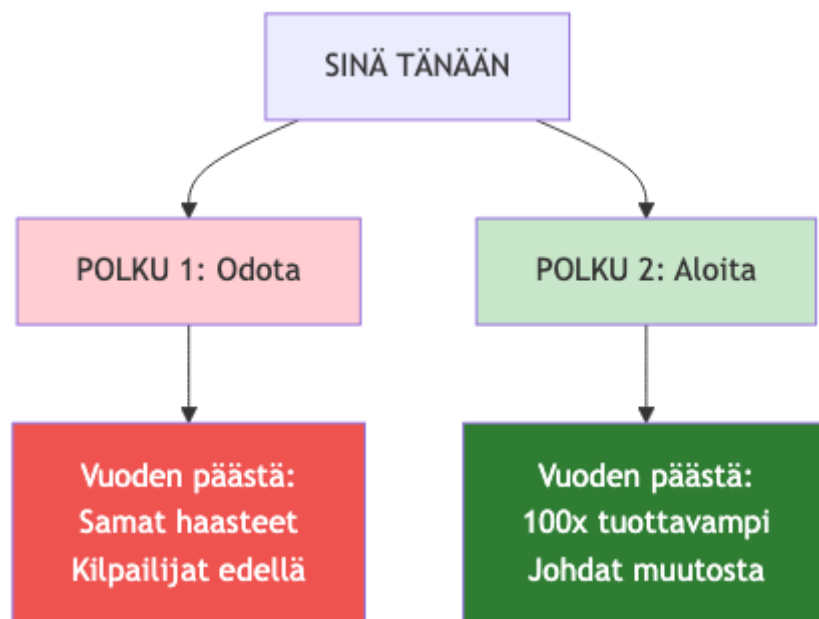 SINÄ TÄNÄÄN
POLKU 1: Odota
POLKU 2: Aloita
Vuoden päästä:
Samat haasteet
Kilpailijat edellä
Vuoden päästä:
100x tuottavampi
Johdat muutosta